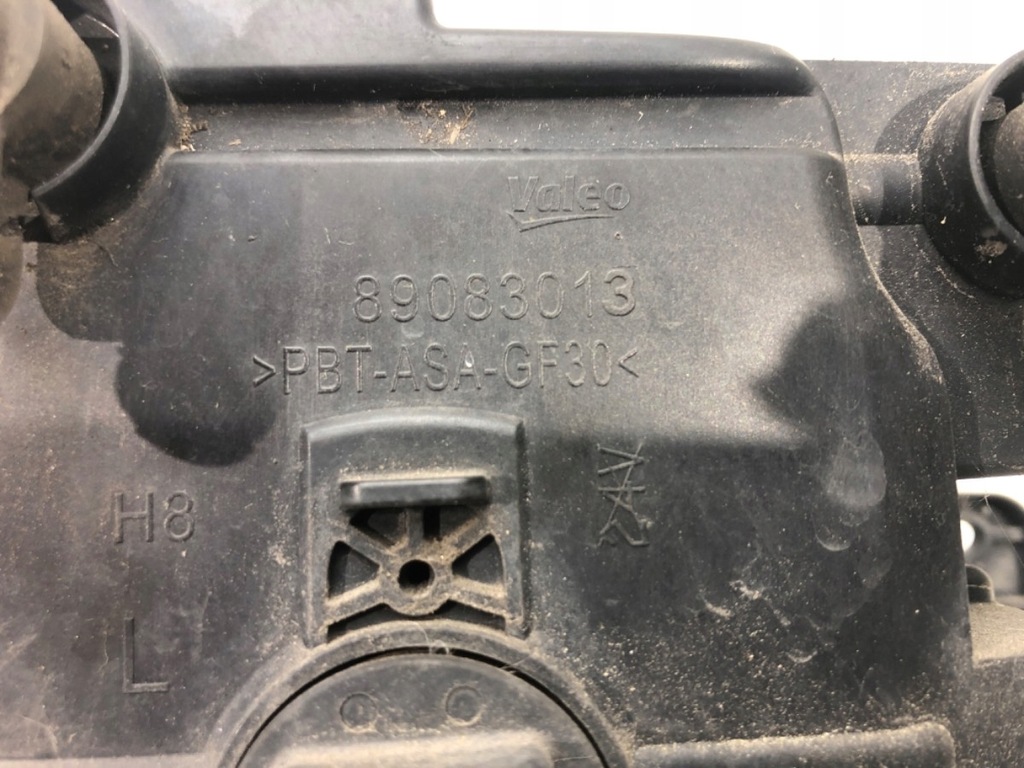 Valeo
89083013
>PBT-ASA-GF30<
H8
L